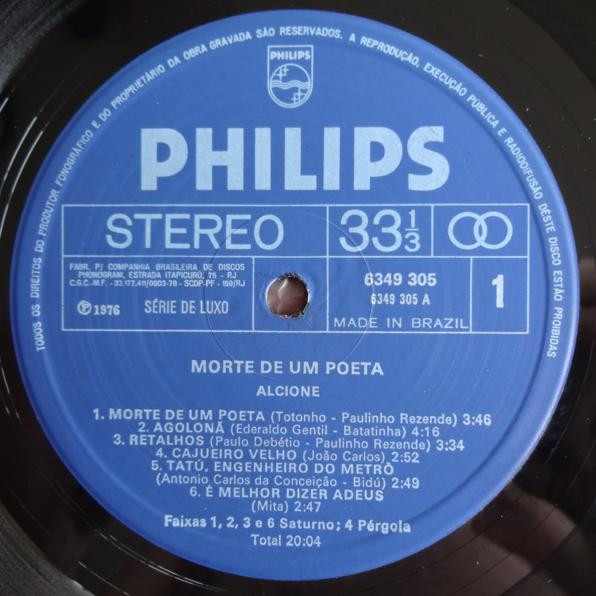 TODOS OS DIREITOS DO PRODUTOR FONOGRÁFICO E DO PROPRIETÁRIO DA OBRA GRAVADA SÃO RESERVADOS. A REPRODUÇÃO, EXECUÇÃO PUBLICA E RADIODIFUSÃO DÊSTE DISCO ESTÃO PROIBIDAS
PHILIPS
PHILIPS
STEREO 33 1/3
FABR. P/ COMPANHIA BRASILEIRA DE DISCOS
PHONOGRAM, ESTRADA ITAPICURÚ, 75 - RJ
C.G.C.-M.F. - 33.177.411/0003-78 - SCDP-PF - 159/RJ
℗ 1976 SÉRIE DE LUXO
6349 305
6349 305 A
MADE IN BRAZIL
1
MORTE DE UM POETA
ALCIONE
1. MORTE DE UM POETA (Totonho - Paulinho Rezende) 3:46
2. AGOLONÃ (Ederaldo Gentil - Batatinha) 4:16
3. RETALHOS (Paulo Debétio - Paulinho Rezende) 3:34
4. CAJUEIRO VELHO (João Carlos) 2:52
5. TATÚ, ENGENHEIRO DO METRÔ
(Antonio Carlos da Conceição - Bidú) 2:49
6. É MELHOR DIZER ADEUS
(Mita) 2:47
Faixas 1, 2, 3 e 6 Saturno; 4 Pérgola
Total 20:04